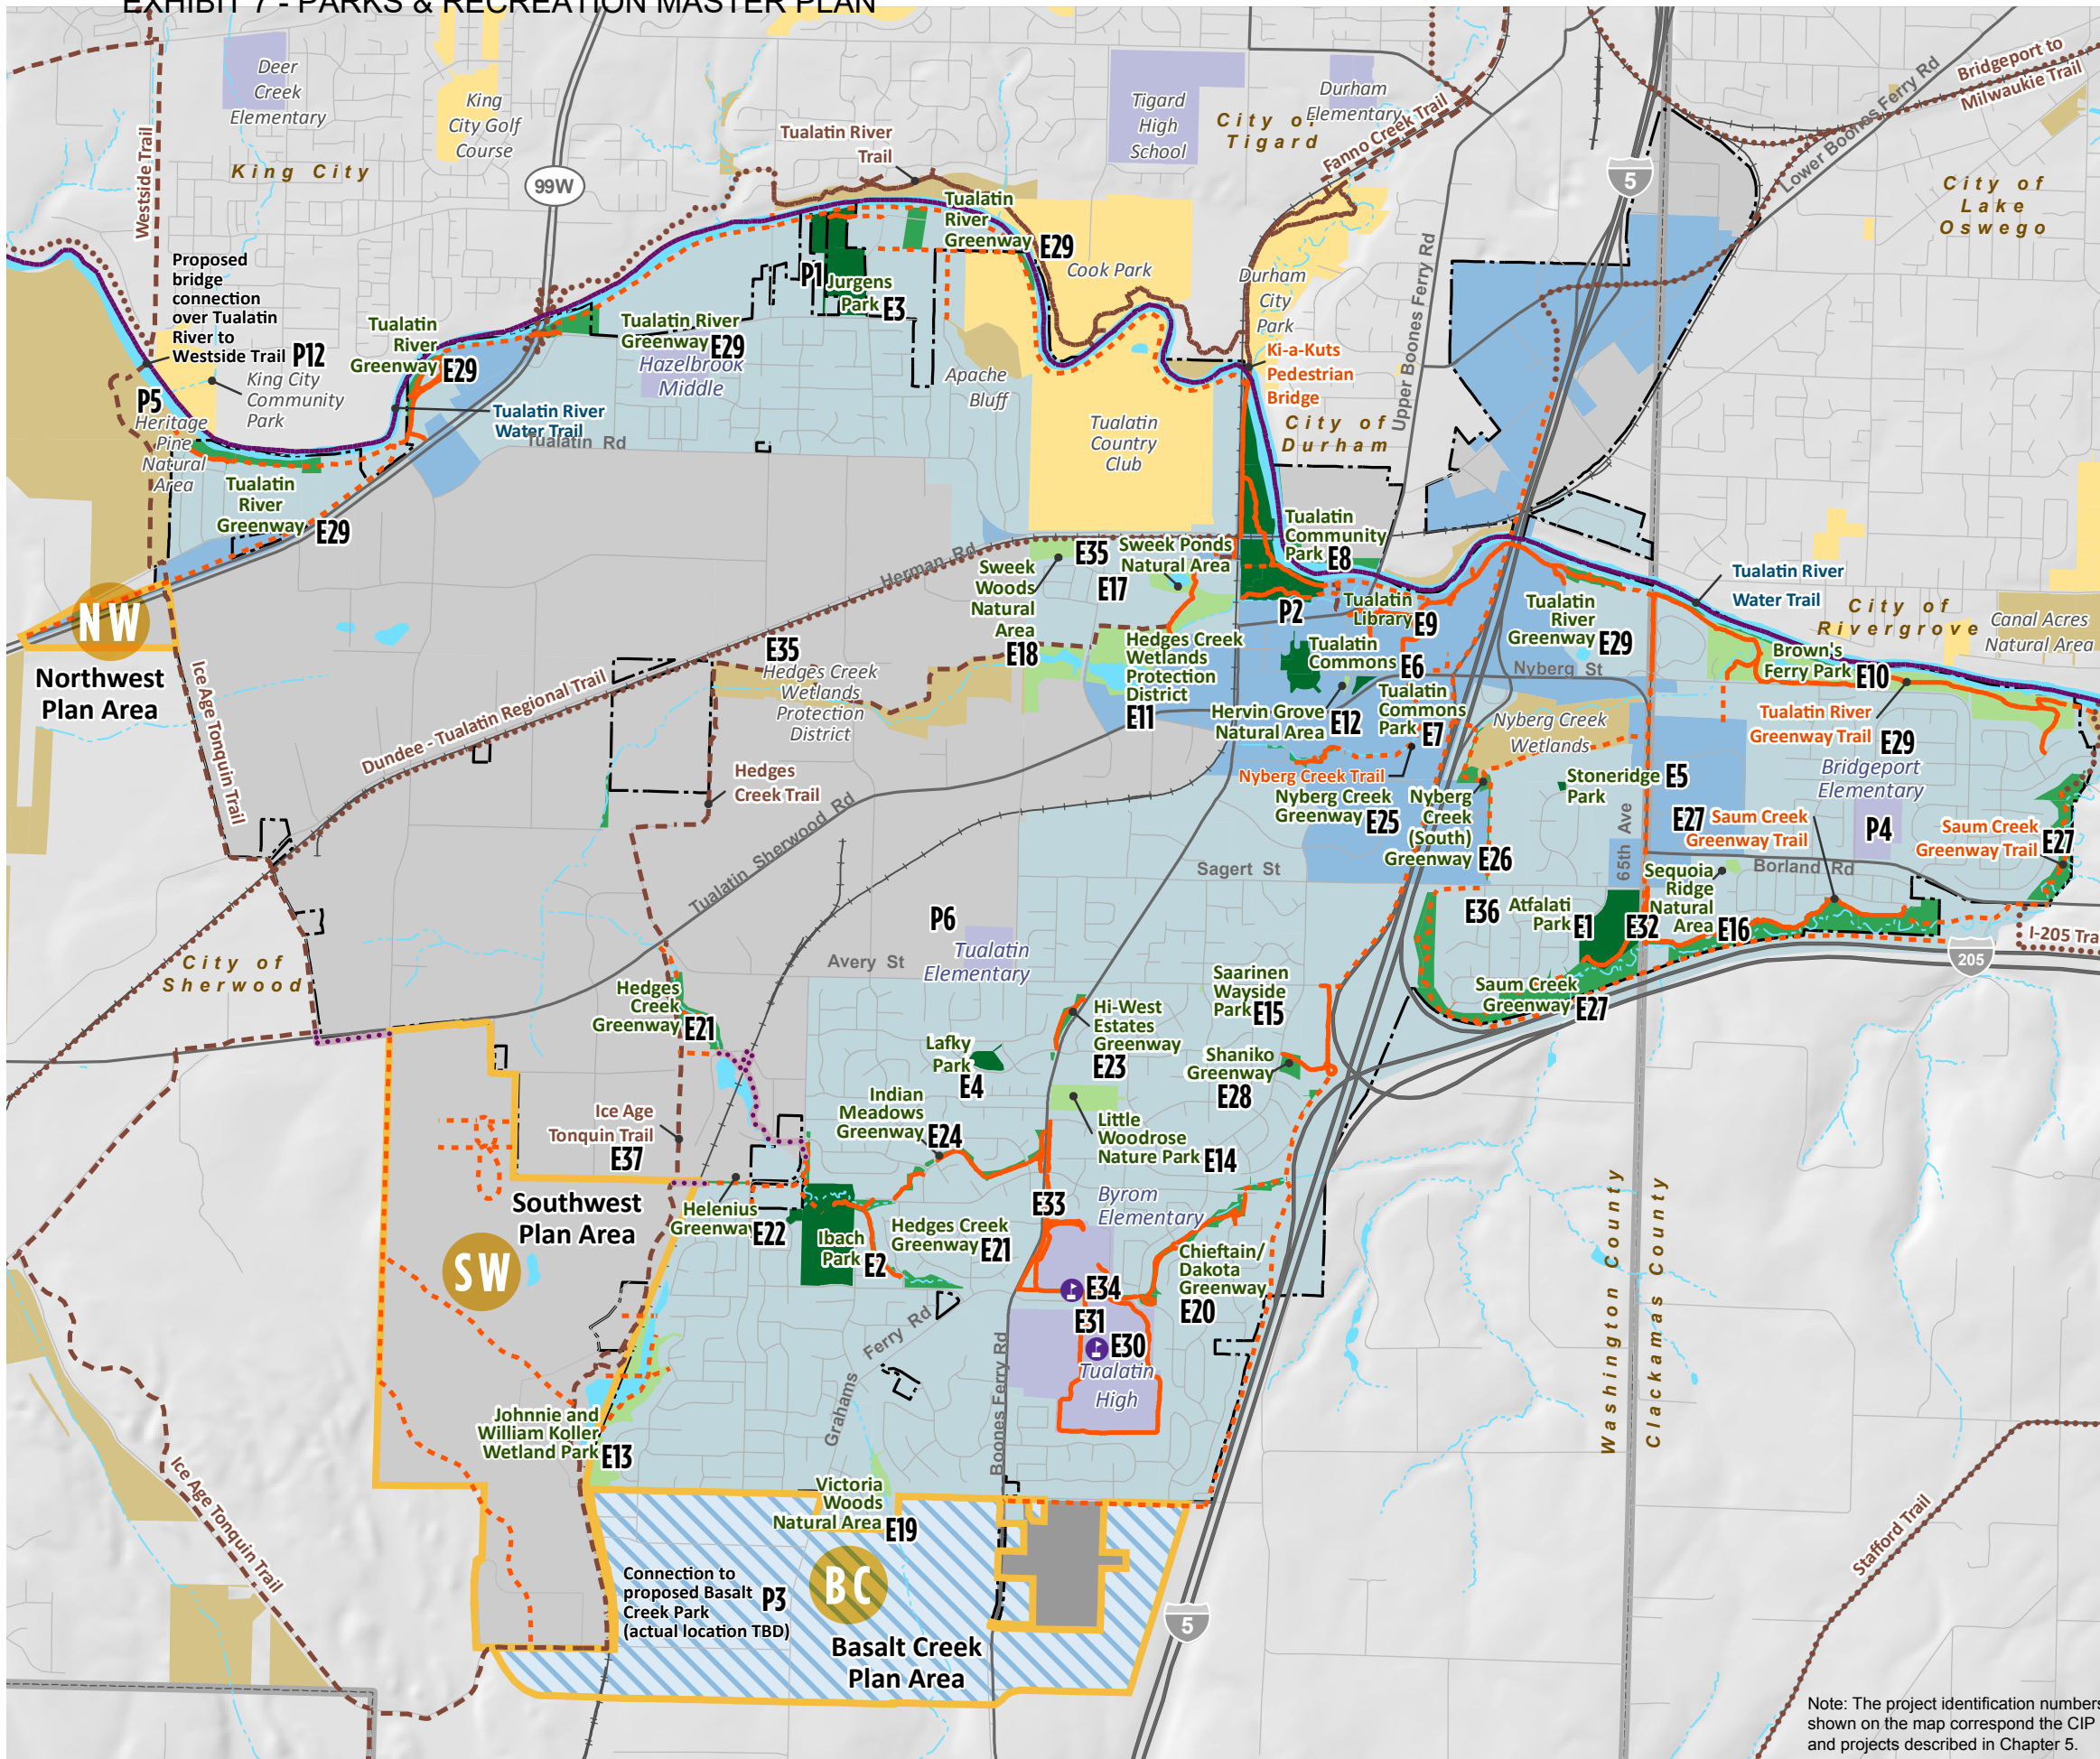 EXHIBIT 7 - PARKS & RECREATION MASTER PLAN
Deer
Creek
Elementary
King
City Golf
Course
King City
Westside Trail
99W
Tualatin River
Trail
Tigard
High
School
Durham
Elementary
City of
Tigard
Fanno Creek Trail
5
Bridgeport to
Milwaukie Trail
Lower Boones Ferry Rd
City of
Lake
Oswego
Proposed
bridge
connection
over Tualatin
River to
Westside Trail
P12
King City
Community
Park
P5
Heritage
Pine
Natural
Area
Tualatin
River
Greenway
E29
Tualatin River
Water Trail
Tualatin
River
Greenway
E29
Tualatin River
Greenway
E29
Hazelbrook
Middle
P1
Jurgens
Park
E3
Tualatin
River
Greenway
E29
Cook Park
Apache
Bluff
Tualatin
Country
Club
Durham
City
Park
Ki-a-Kuts
Pedestrian
Bridge
City of
Durham
Upper Boones Ferry Rd
Tualatin Rd
NW
Northwest
Plan Area
Ice Age Tonquin Trail
Dundee - Tualatin Regional Trail
Herman Rd
E35
Hedges Creek
Wetlands
Protection
District
Hedges
Creek Trail
Tualatin Sherwood Rd
Sweek
Woods
Natural
Area
E18
E35
E17
Sweek Ponds
Natural Area
Hedges Creek
Wetlands
Protection
District
E11
Tualatin
Community
Park
E8
P2
Tualatin
Library
E9
Tualatin
Commons
E6
Tualatin
Commons
Park
E7
Hervin Grove
Natural Area
E12
Nyberg Creek Trail
Nyberg Creek
Greenway
E25
Nyberg
Creek
(South)
Greenway
E26
Tualatin
River
Greenway
E29
Nyberg St
Nyberg Creek
Wetlands
Stoneridge
Park
E5
Tualatin River
Water Trail
City of
Rivergrove
Canal Acres
Natural Area
Brown's
Ferry Park
E10
Tualatin River
Greenway Trail
E29
Bridgeport
Elementary
P4
E27
Saum Creek
Greenway Trail
Saum Creek
Greenway Trail
E27
65th Ave
Borland Rd
Sequoia
Ridge
Natural
Area
E16
E36
Atfalati
Park
E1
E32
Saum Creek
Greenway
E27
I-205 Tra
205
Sagert St
P6
Tualatin
Elementary
Avery St
City of
Sherwood
Hedges
Creek
Greenway
E21
Lafky
Park
E4
Hi-West
Estates
Greenway
E23
Saarinen
Wayside
Park
E15
Shaniko
Greenway
E28
Indian
Meadows
Greenway
E24
Little
Woodrose
Nature Park
E14
Ice Age
Tonquin Trail
E37
Southwest
Plan Area
SW
Helenius
Greenway
E22
Ibach
Park
E2
Hedges Creek
Greenway
E21
E33
Byrom
Elementary
Chieftain/
Dakota
Greenway
E20
E34
E31
E30
Tualatin
High
Grahams
Ferry Rd
Boones Ferry Rd
Washington County
Clackamas County
Johnnie and
William Koller
Wetland Park
E13
Victoria
Woods
Natural Area
E19
Ice Age Tonquin Trail
Connection to
proposed Basalt
Creek Park
(actual location TBD)
P3
BC
Basalt Creek
Plan Area
5
Stafford Trail
Note: The project identification numbers
shown on the map correspond the CIP
and projects described in Chapter 5.